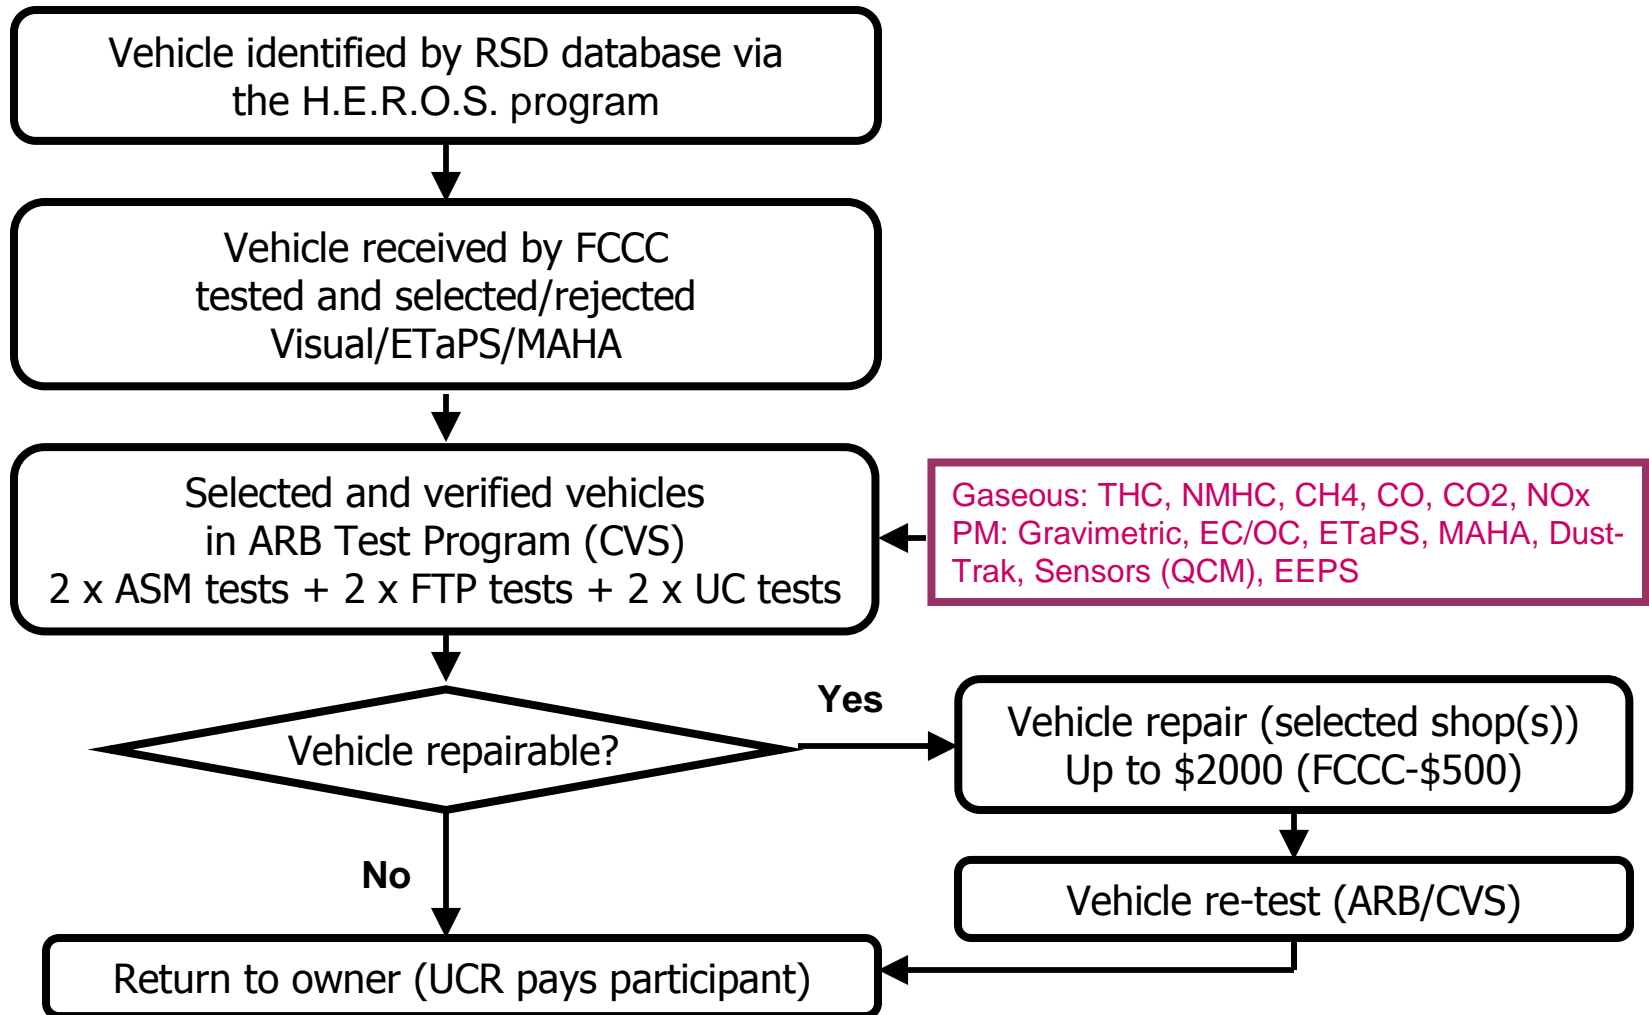 Vehicle identified by RSD database via
the H.E.R.O.S. program
Vehicle received by FCCC
tested and selected/rejected
Visual/ETaPS/MAHA
Selected and verified vehicles
in ARB Test Program (CVS)
2 x ASM tests + 2 x FTP tests + 2 x UC tests
Gaseous: THC, NMHC, CH4, CO, CO2, NOx
PM: Gravimetric, EC/OC, ETaPS, MAHA, Dust-
Trak, Sensors (QCM), EEPS
Vehicle repairable?
Yes
Vehicle repair (selected shop(s))
Up to $2000 (FCCC-$500)
No
Vehicle re-test (ARB/CVS)
Return to owner (UCR pays participant)